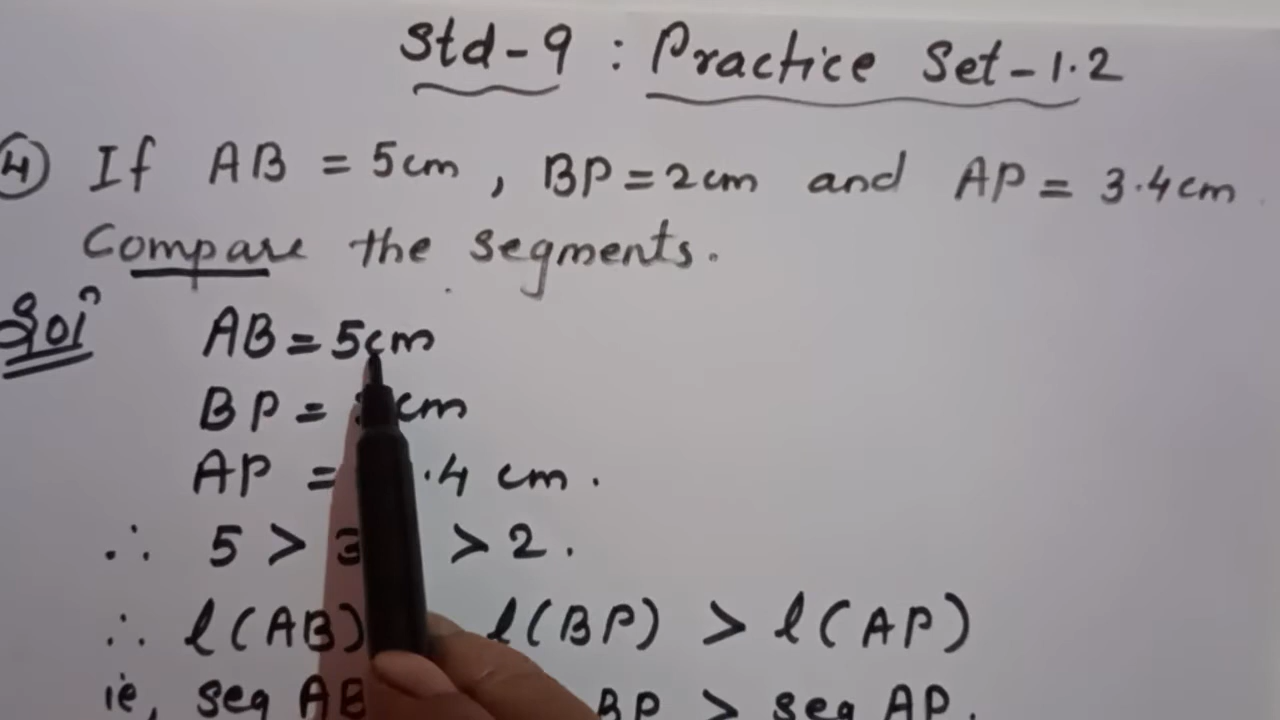 Std-9 : Practice Set-1.2
④ If AB = 5cm, BP = 2cm and AP = 3.4cm
Compare the segments.
Solⁿ AB = 5cm
BP = cm
AP = .4 cm.
∴ 5 > 3 > 2.
∴ l(AB) l(BP) > l(AP)
ie, seg AB BP > seg AP.